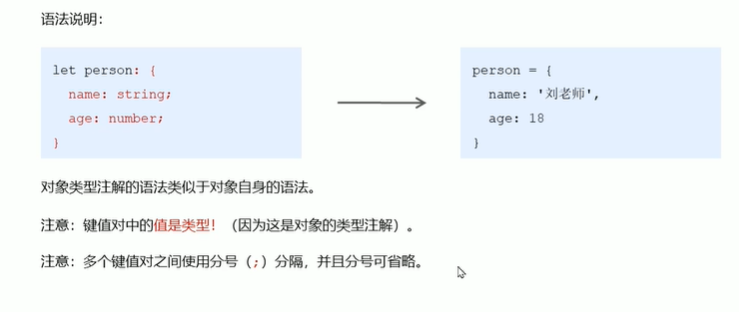 语法说明：
let person: {
name: string;
age: number;
}
person = {
name: '刘老师',
age: 18
}
对象类型注解的语法类似于对象自身的语法。
注意：键值对中的值是类型！（因为这是对象的类型注解）。
注意：多个键值对之间使用分号（;）分隔，并且分号可省略。